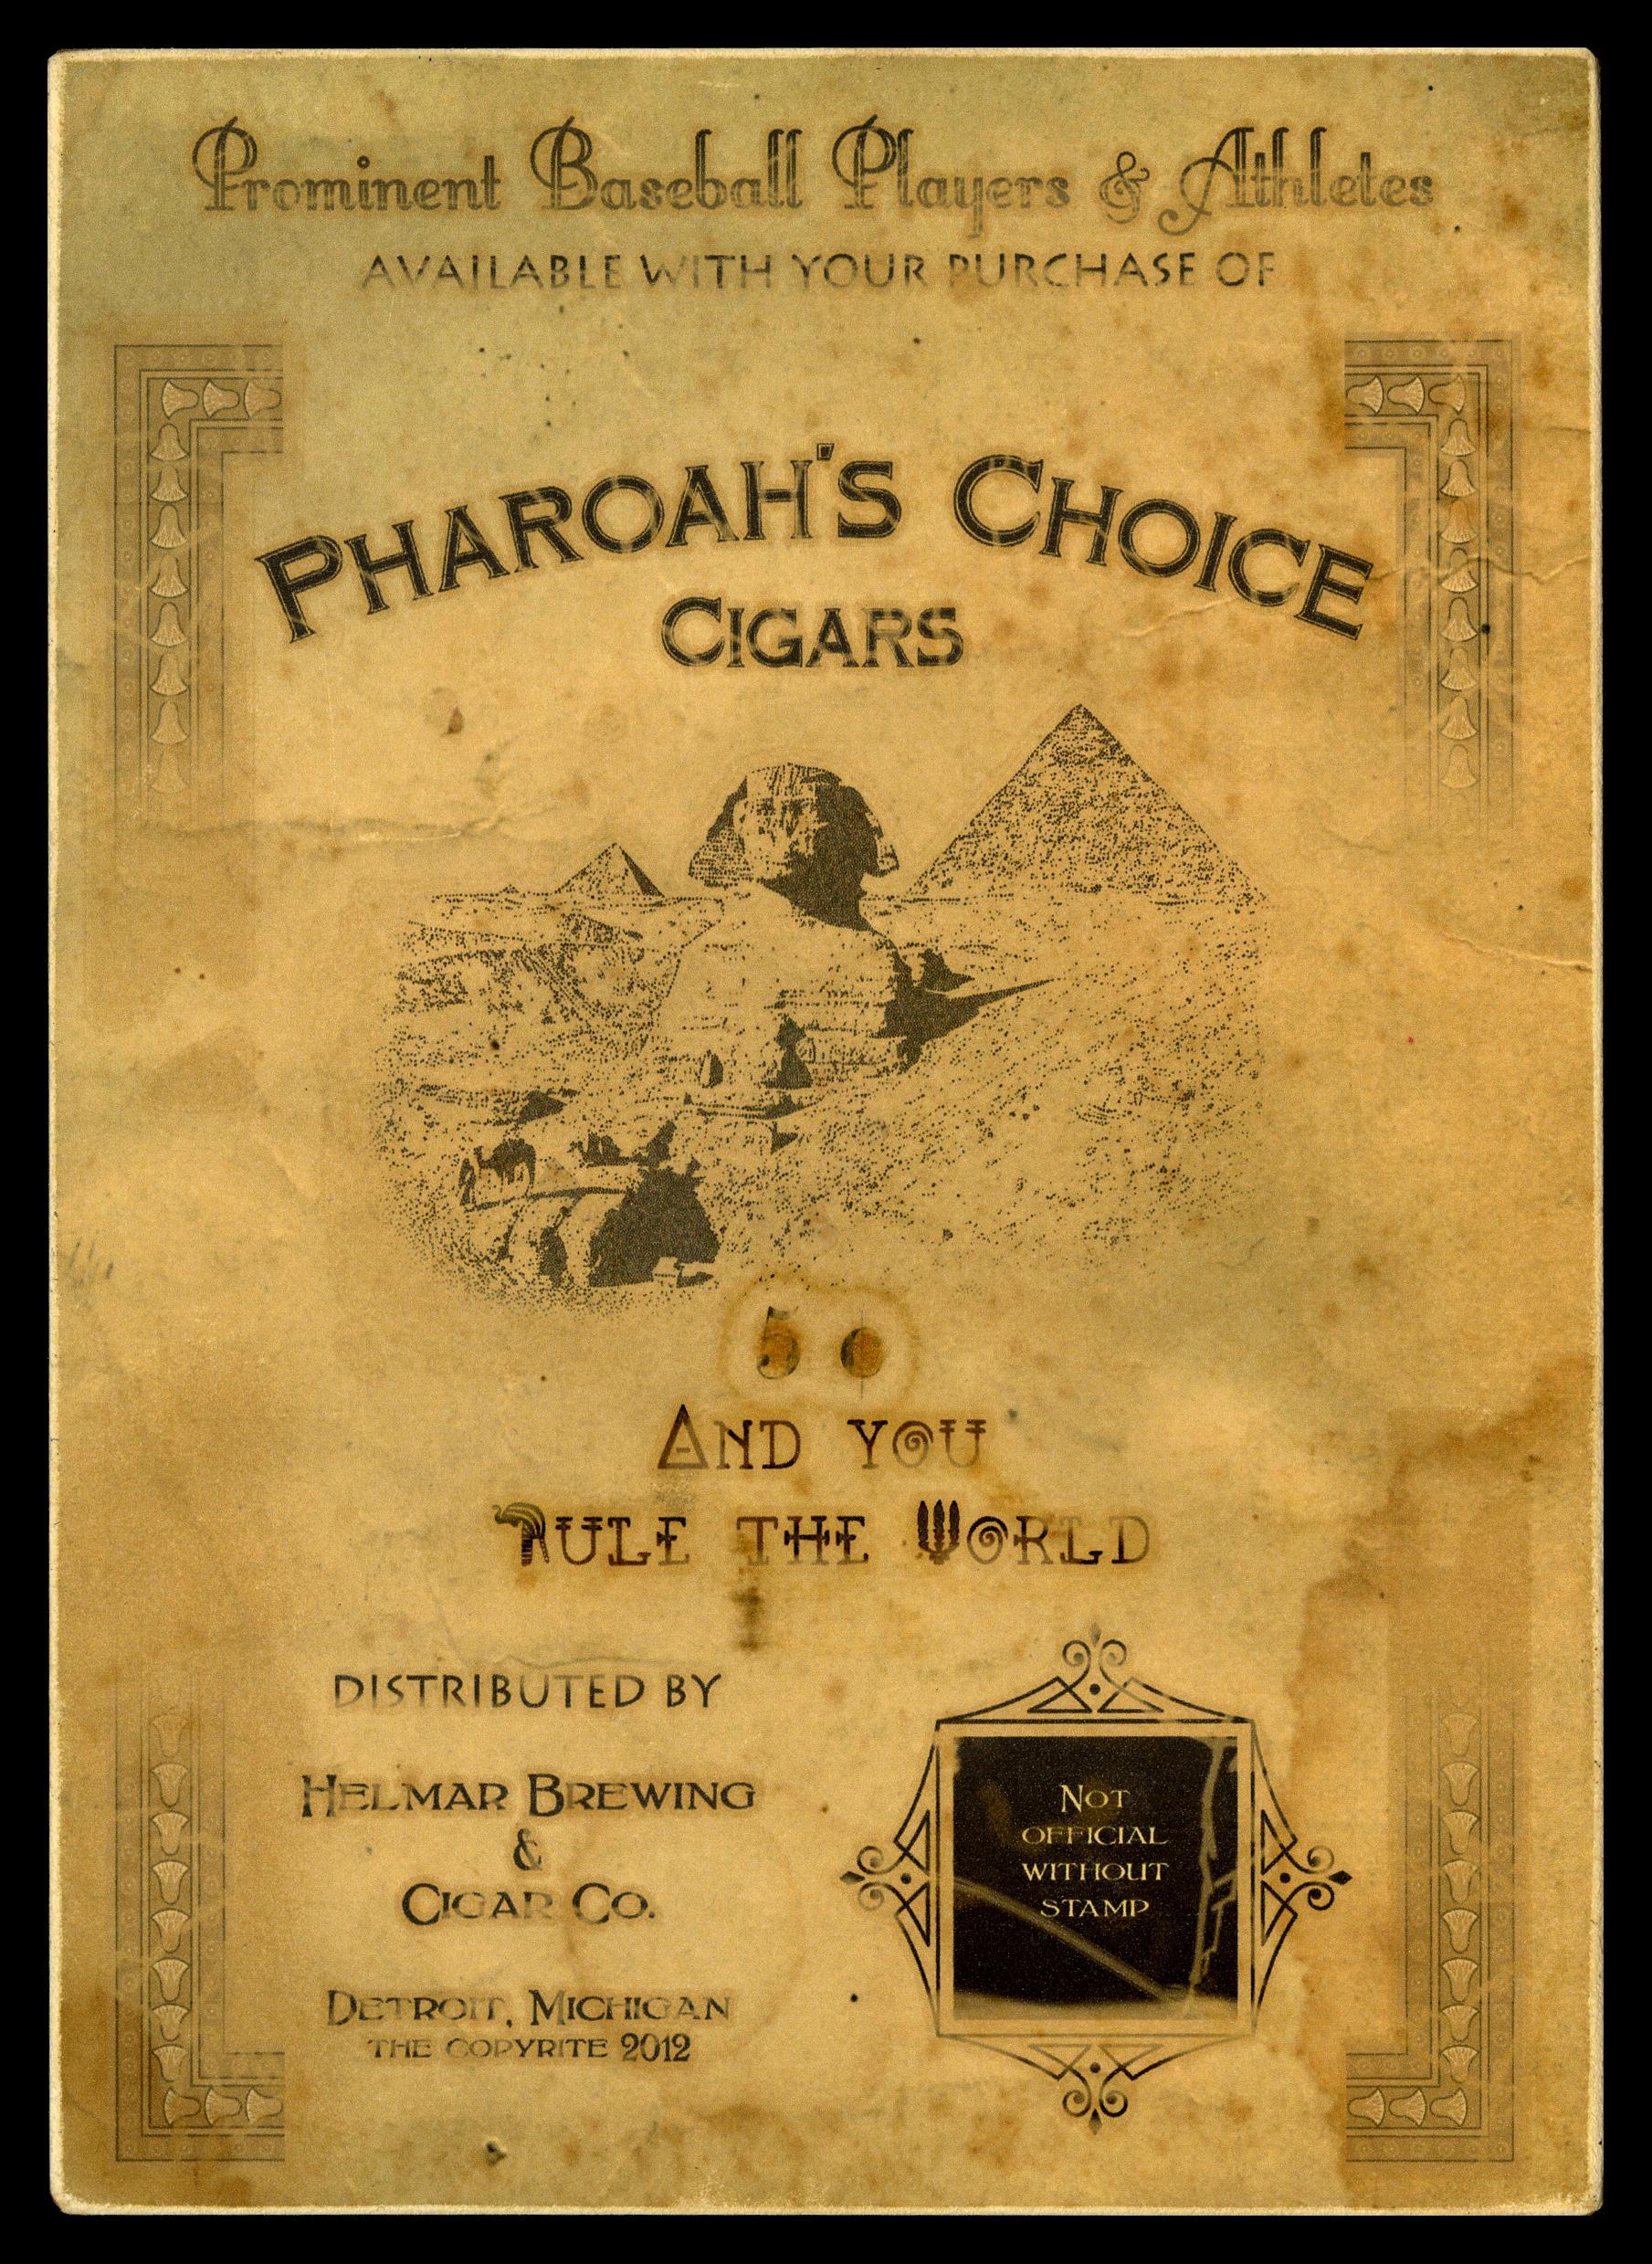 Prominent Baseball Players & Athletes
AVAILABLE WITH YOUR PURCHASE OF
PHAROAH'S CHOICE
CIGARS
5 ¢
AND YOU
RULE THE WORLD
DISTRIBUTED BY
HELMAR BREWING
&
CIGAR CO.
DETROIT, MICHIGAN
THE COPYRITE 2012
NOT
OFFICIAL
WITHOUT
STAMP